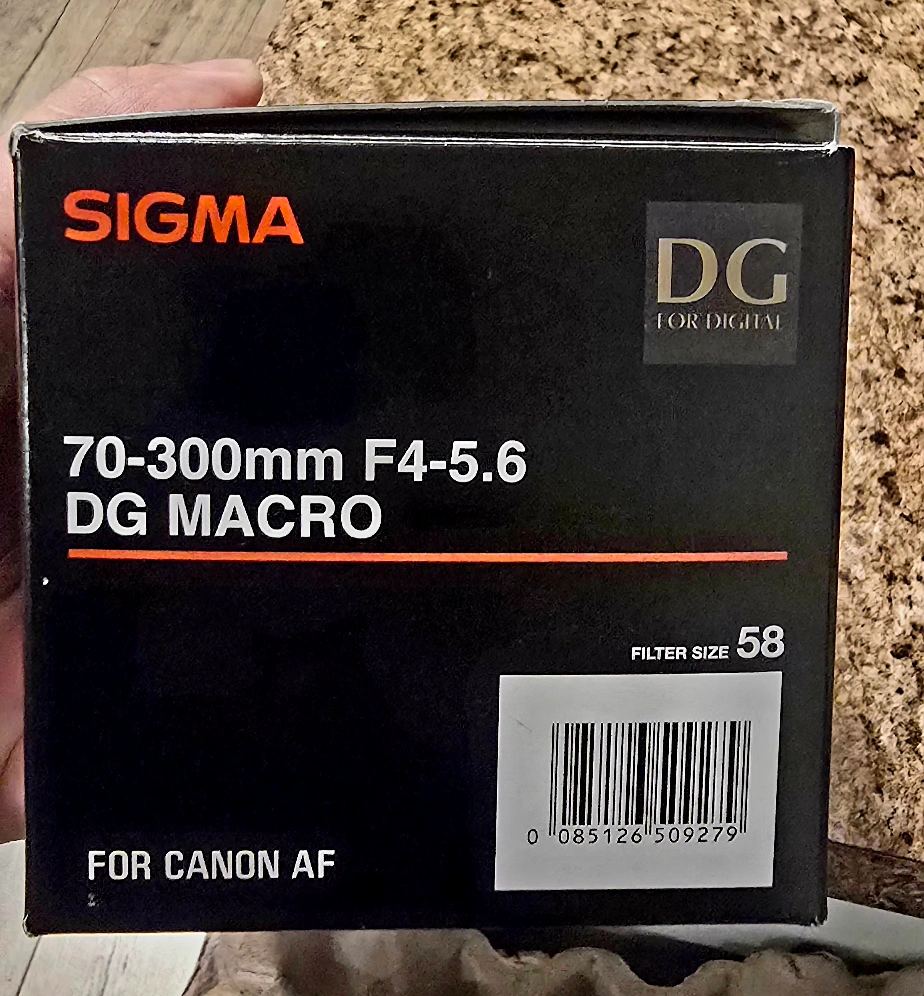 SIGMA
DG
FOR DIGITAL
70-300mm F4-5.6
DG MACRO
FILTER SIZE 58
0 085126 509279
FOR CANON AF